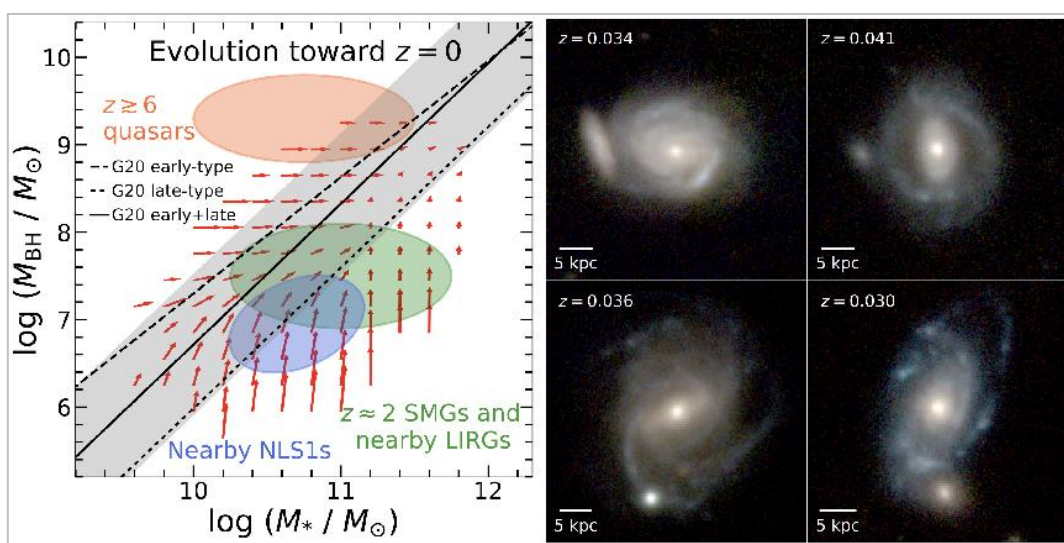 Evolution toward z = 0
z ≳ 6
quasars
G20 early-type
G20 late-type
G20 early+late
z ≈ 2 SMGs and
nearby LIRGs
Nearby NLS1s
10
9
8
7
6
log (M_BH / M_⊙)
10
11
12
log (M_* / M_⊙)
z = 0.034
5 kpc
z = 0.041
5 kpc
z = 0.036
5 kpc
z = 0.030
5 kpc